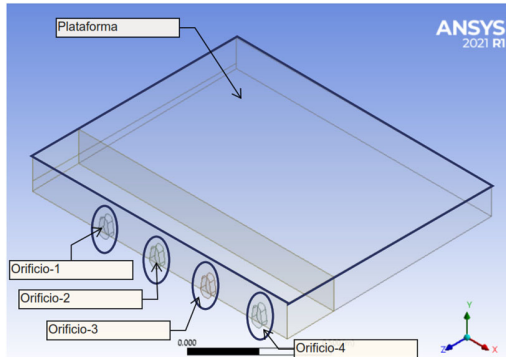 Plataforma
ANSYS
2021 R1
Orificio-1
Orificio-2
Orificio-3
Orificio-4
0.000
Y
Z
X